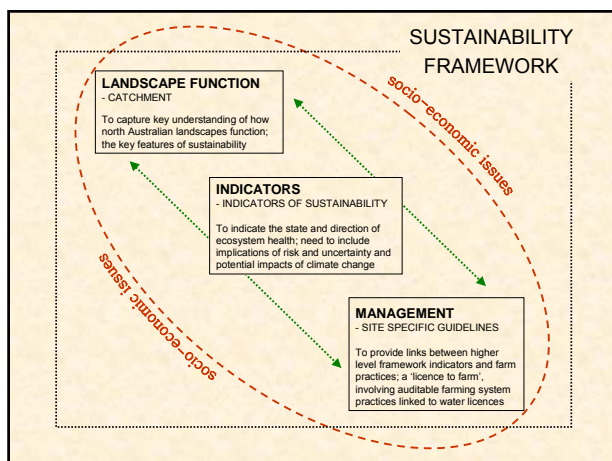 SUSTAINABILITY
FRAMEWORK
socio-economic issues
LANDSCAPE FUNCTION
- CATCHMENT
To capture key understanding of how
north Australian landscapes function;
the key features of sustainability
INDICATORS
- INDICATORS OF SUSTAINABILITY
To indicate the state and direction of
ecosystem health; need to include
implications of risk and uncertainty and
potential impacts of climate change
MANAGEMENT
- SITE SPECIFIC GUIDELINES
To provide links between higher
level framework indicators and farm
practices; a ‘licence to farm’,
involving auditable farming system
practices linked to water licences
socio-economic issues